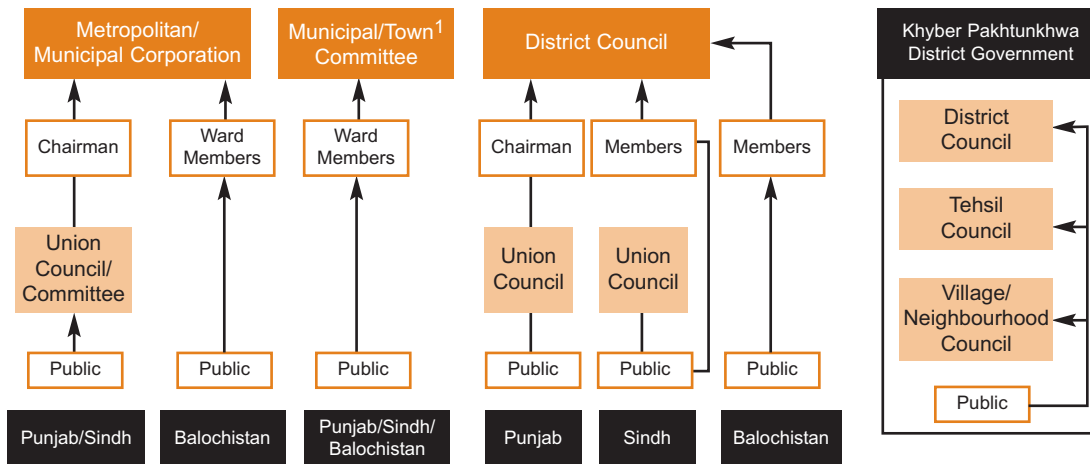 Metropolitan/
Municipal Corporation
Municipal/Town1
Committee
District Council
Khyber Pakhtunkhwa
District Government
Chairman
Ward
Members
Ward
Members
Chairman
Members
Members
District
Council
Tehsil
Council
Union
Council/
Committee
Union
Council
Union
Council
Village/
Neighbourhood
Council
Public
Public
Public
Public
Public
Public
Public
Punjab/Sindh
Balochistan
Punjab/Sindh/
Balochistan
Punjab
Sindh
Balochistan